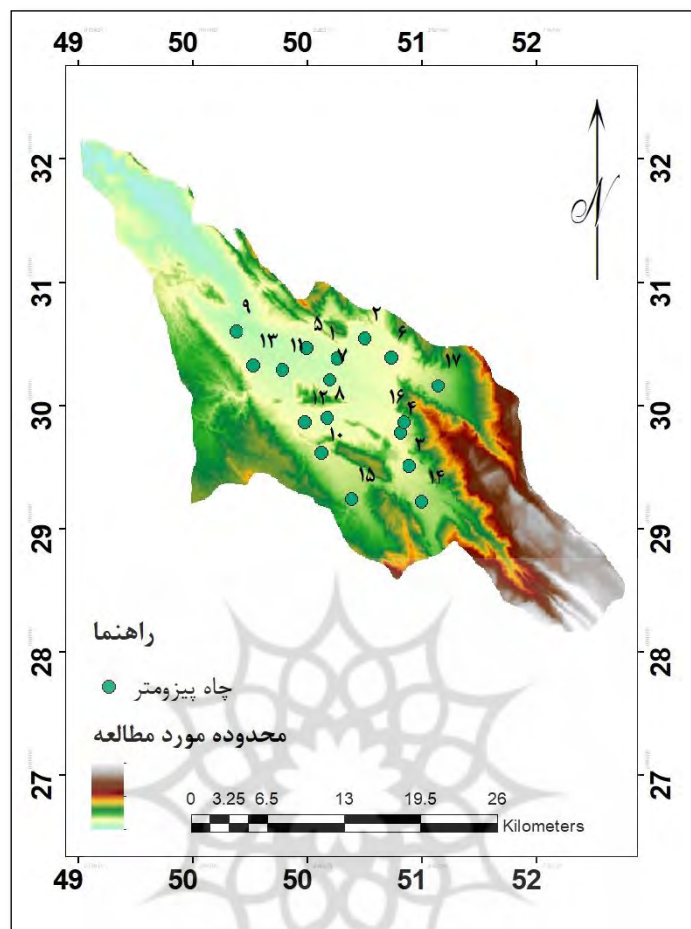 49 50 50 51 52
N
32 32
31 31
۹ ۵ ۱ ۲ ۶
۱۳ ۱۱ ۷ ۱۷
30 30
۱۲ ۸ ۱۶ ۴
۱۰ ۳
۱۵ ۱۴
29 29
28 28
راهنما
چاه پیزومتر
محدوده مورد مطالعه
27 27
0 3.25 6.5 13 19.5 26
Kilometers
49 50 50 51 52